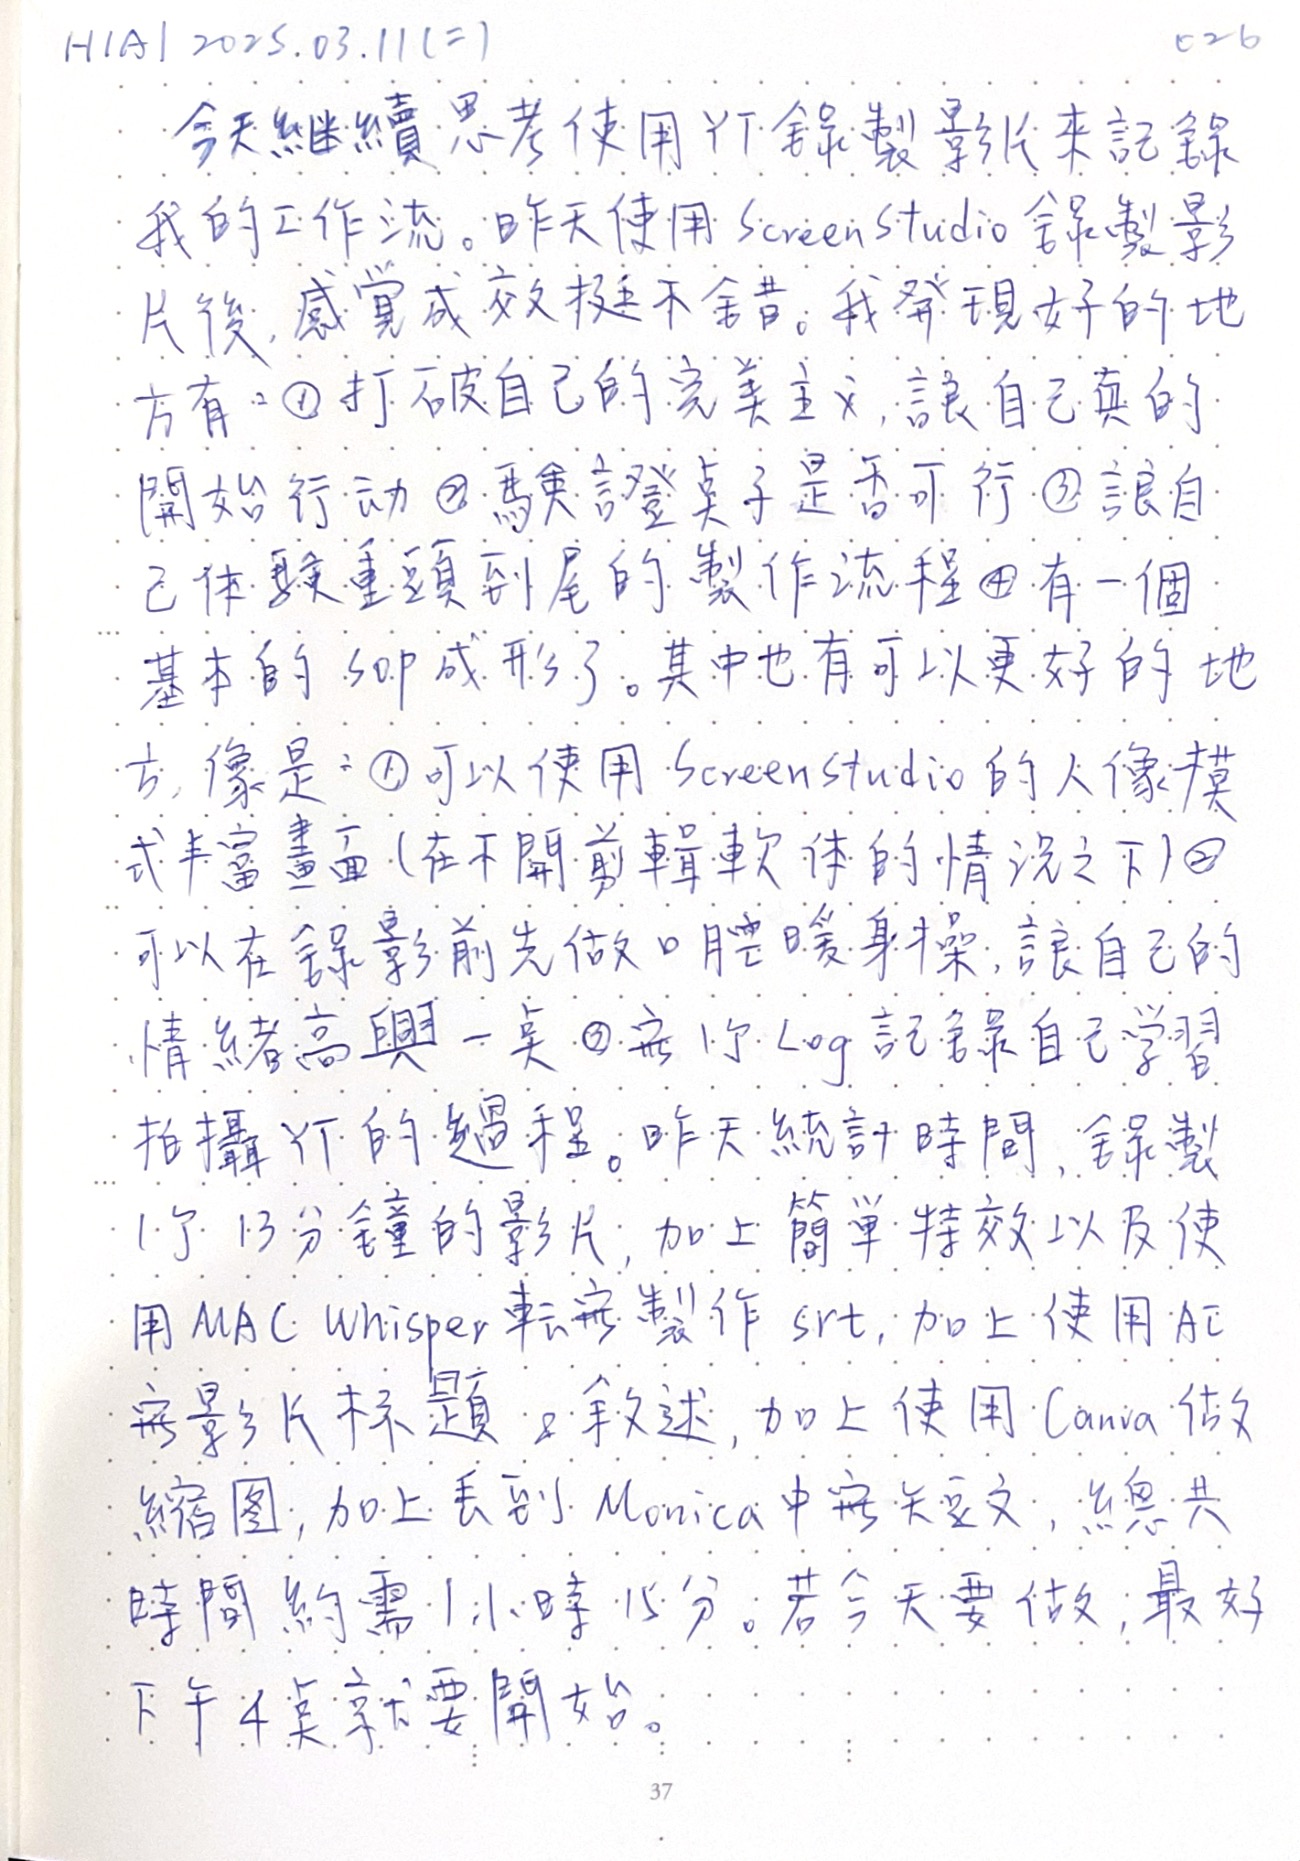 H1A| 2025.03.11(二) t26
今天繼續思考使用YT錄製影片來記錄
我的工作流。昨天使用Screen Studio錄製影
片後,感覚成效挺不錯。我発現好的地
方有:①打破自己的完美主义,讓自己真的
開始行动②驗證桌子是否可行③讓自
己体驗重頭到尾的製作流程④有一個
基本的SOP成形了。其中也有可以更好的地
方,像是:①可以使用Screenstudio的人像模
式丰富畫面(在不開剪輯軟体的情況之下)②
可以在錄影前先做口腔暖身操,讓自己的
情緒高興一点③寫1个Log記錄自己学習
拍攝YT的過程。昨天統計時間,錄製
1个13分鐘的影片,加上簡單特效以及使
用MAC Whisper転寫製作srt,加上使用AI
寫影片标題&敘述,加上使用Canva做
縮图,加上丢到Monica中寫短文,總共
時間約需1小時15分。若今天要做,最好
下午4点就要開始。
37